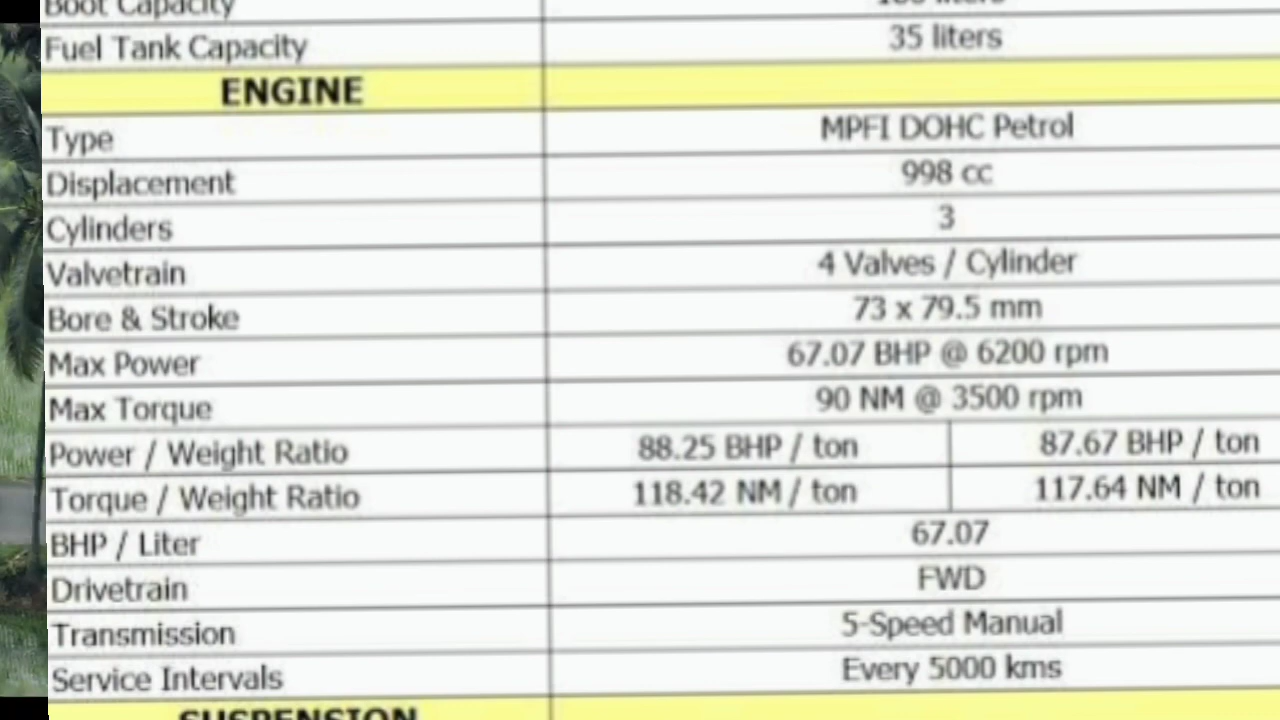 Boot Capacity
Fuel Tank Capacity 35 liters
ENGINE
Type MPFI DOHC Petrol
Displacement 998 cc
Cylinders 3
Valvetrain 4 Valves / Cylinder
Bore & Stroke 73 x 79.5 mm
Max Power 67.07 BHP @ 6200 rpm
Max Torque 90 NM @ 3500 rpm
Power / Weight Ratio 88.25 BHP / ton 87.67 BHP / ton
Torque / Weight Ratio 118.42 NM / ton 117.64 NM / ton
BHP / Liter 67.07
Drivetrain FWD
Transmission 5-Speed Manual
Service Intervals Every 5000 kms
SUSPENSION